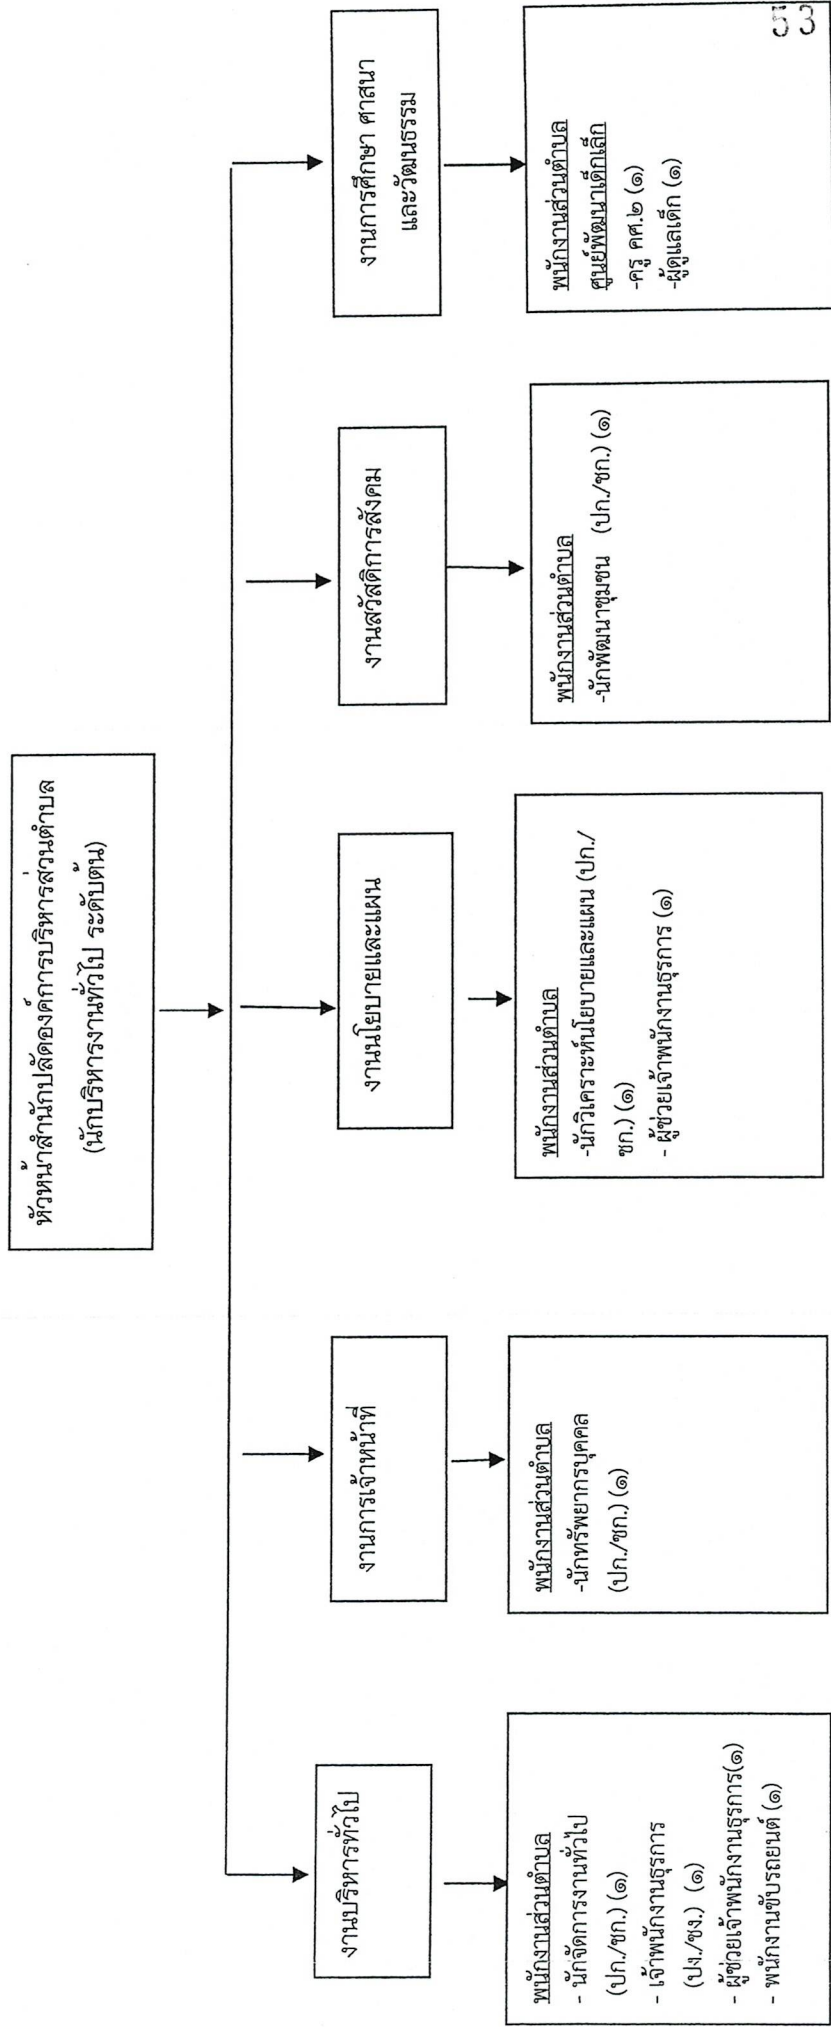 หัวหน้าสำนักปลัดองค์การบริหารส่วนตำบล
(นักบริหารงานทั่วไป ระดับต้น)
งานบริหารทั่วไป
พนักงานส่วนตำบล
- นักจัดการงานทั่วไป
(ปก./ชก.) (๑)
- เจ้าพนักงานธุรการ
(ปง./ชง.) (๑)
- ผู้ช่วยเจ้าพนักงานธุรการ(๑)
- พนักงานขับรถยนต์ (๑)
งานการเจ้าหน้าที่
พนักงานส่วนตำบล
-นักทรัพยากรบุคคล
(ปก./ชก.) (๑)
งานนโยบายและแผน
พนักงานส่วนตำบล
-นักวิเคราะห์นโยบายและแผน (ปก./
ชก.) (๑)
- ผู้ช่วยเจ้าพนักงานธุรการ (๑)
งานสวัสดิการสังคม
พนักงานส่วนตำบล
-นักพัฒนาชุมชน (ปก./ชก.) (๑)
งานการศึกษา ศาสนา
และวัฒนธรรม
พนักงานส่วนตำบล
ศูนย์พัฒนาเด็กเล็ก
-ครู คศ.๒ (๑)
-ผู้ดูแลเด็ก (๑)
53